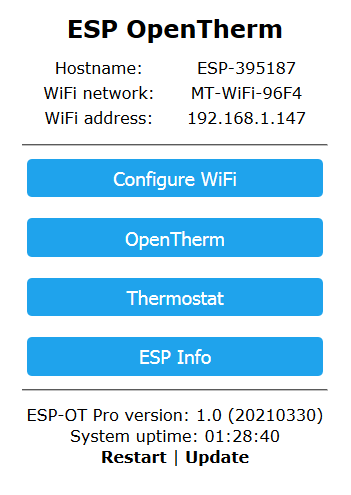 ESP OpenTherm
Hostname: ESP-395187
WiFi network: MT-WiFi-96F4
WiFi address: 192.168.1.147
Configure WiFi
OpenTherm
Thermostat
ESP Info
ESP-OT Pro version: 1.0 (20210330)
System uptime: 01:28:40
Restart | Update